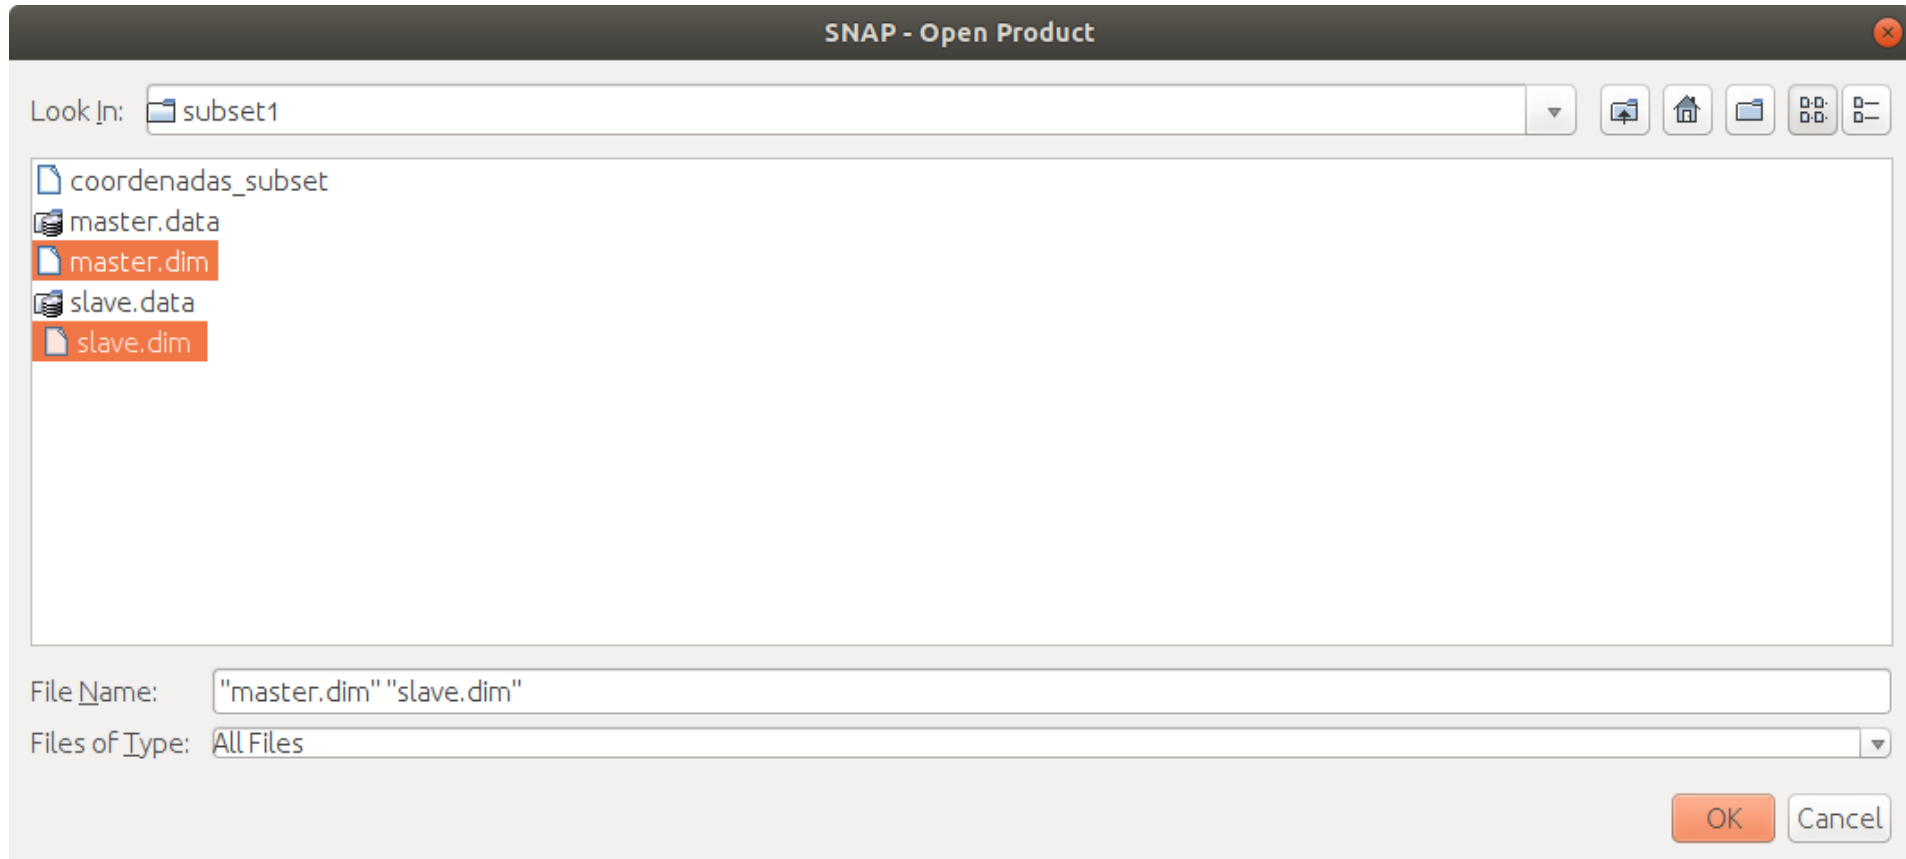 SNAP - Open Product
Look In: subset1
coordenadas_subset
master.data
master.dim
slave.data
slave.dim
File Name: "master.dim" "slave.dim"
Files of Type: All Files
OK Cancel